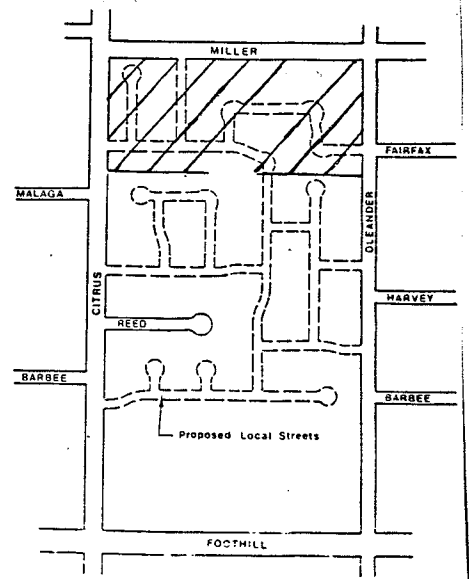 MILLER
FAIRFAX
MALAGA
OLEANDER
CITRUS
HARVEY
REED
BARBEE
BARBEE
Proposed Local Streets
FOOTHILL